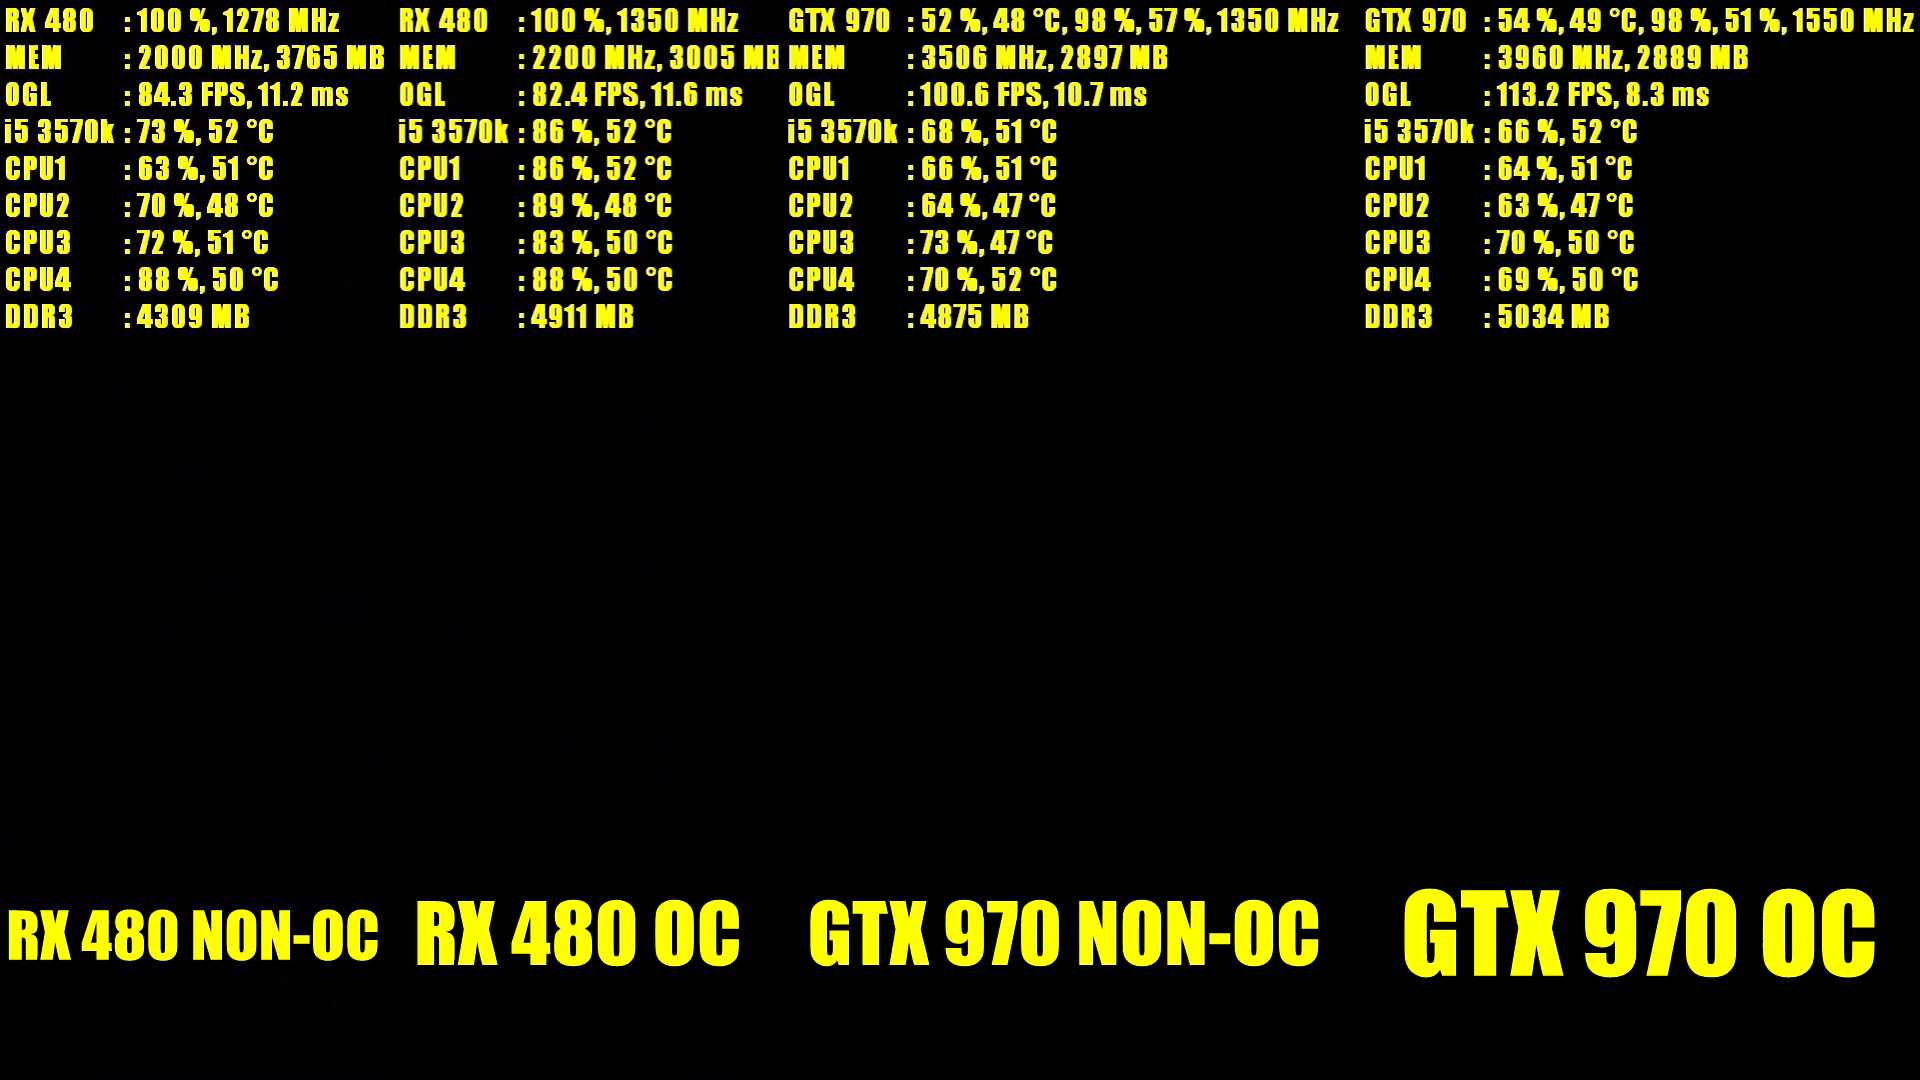 RX 480 : 100 %, 1278 MHz
MEM : 2000 MHz, 3765 MB
OGL : 84.3 FPS, 11.2 ms
i5 3570k : 73 %, 52 °C
CPU1 : 63 %, 51 °C
CPU2 : 70 %, 48 °C
CPU3 : 72 %, 51 °C
CPU4 : 88 %, 50 °C
DDR3 : 4309 MB
RX 480 NON-OC
RX 480 : 100 %, 1350 MHz
MEM : 2200 MHz, 3005 MB
OGL : 82.4 FPS, 11.6 ms
i5 3570k : 86 %, 52 °C
CPU1 : 86 %, 52 °C
CPU2 : 89 %, 48 °C
CPU3 : 83 %, 50 °C
CPU4 : 88 %, 50 °C
DDR3 : 4911 MB
RX 480 OC
GTX 970 : 52 %, 48 °C, 98 %, 57 %, 1350 MHz
MEM : 3506 MHz, 2897 MB
OGL : 100.6 FPS, 10.7 ms
i5 3570k : 68 %, 51 °C
CPU1 : 66 %, 51 °C
CPU2 : 64 %, 47 °C
CPU3 : 73 %, 47 °C
CPU4 : 70 %, 52 °C
DDR3 : 4875 MB
GTX 970 NON-OC
GTX 970 : 54 %, 49 °C, 98 %, 51 %, 1550 MHz
MEM : 3960 MHz, 2889 MB
OGL : 113.2 FPS, 8.3 ms
i5 3570k : 66 %, 52 °C
CPU1 : 64 %, 51 °C
CPU2 : 63 %, 47 °C
CPU3 : 70 %, 50 °C
CPU4 : 69 %, 50 °C
DDR3 : 5034 MB
GTX 970 OC